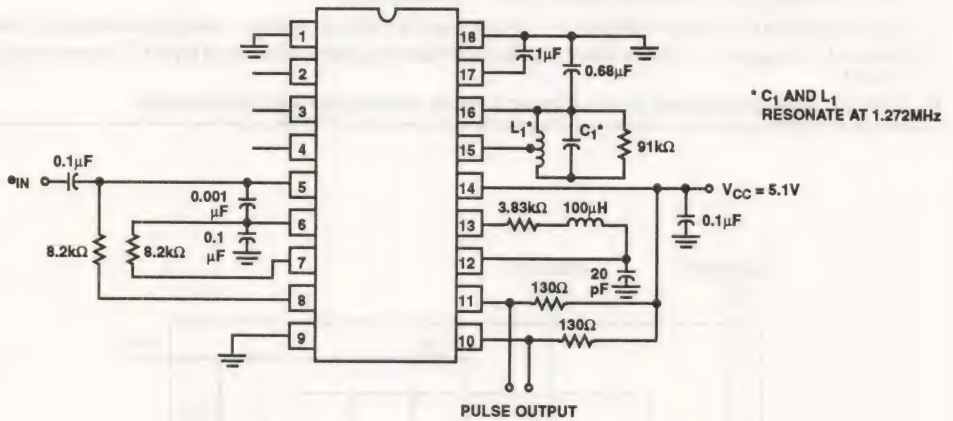 1
2
3
4
5
6
7
8
9
18
17
16
15
14
13
12
11
10
1μF
0.68μF
* C1 AND L1
RESONATE AT 1.272MHz
L1*
C1*
91kΩ
0.1μF
eIN
0.001
μF
0.1
μF
8.2kΩ
8.2kΩ
VCC = 5.1V
0.1μF
3.83kΩ
100μH
20
pF
130Ω
130Ω
PULSE OUTPUT